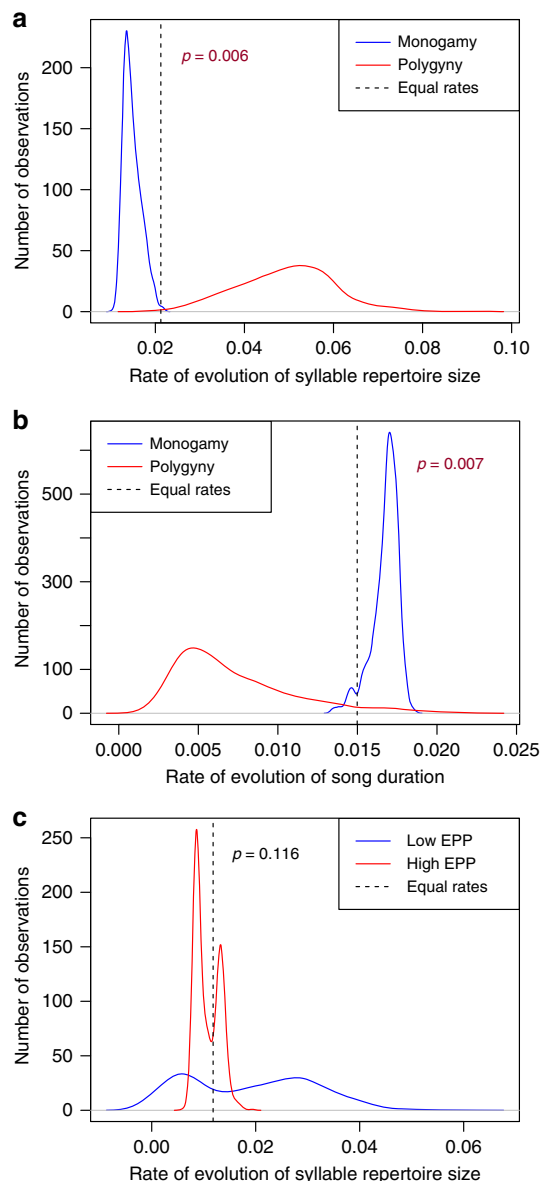 a
p = 0.006
Monogamy
Polygyny
Equal rates
Number of observations
200
150
100
50
0
0.02 0.04 0.06 0.08 0.10
Rate of evolution of syllable repertoire size
b
Monogamy
Polygyny
Equal rates
p = 0.007
Number of observations
500
300
100
0
0.000 0.005 0.010 0.015 0.020 0.025
Rate of evolution of song duration
c
p = 0.116
Low EPP
High EPP
Equal rates
Number of observations
250
200
150
100
50
0
0.00 0.02 0.04 0.06
Rate of evolution of syllable repertoire size